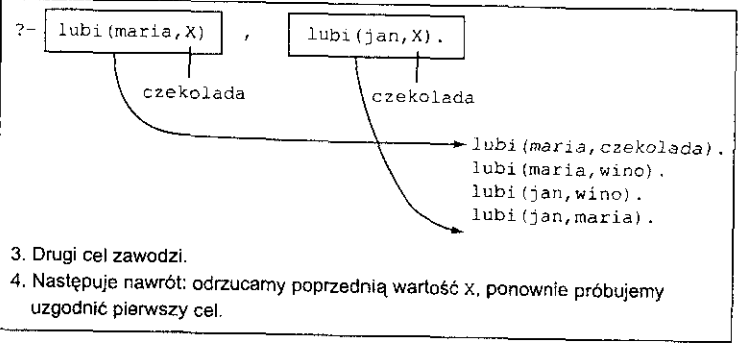 ?- lubi(maria,X) , lubi(jan,X).
czekolada czekolada
lubi(maria,czekolada).
lubi(maria,wino).
lubi(jan,wino).
lubi(jan,maria).
3. Drugi cel zawodzi.
4. Następuje nawrót: odrzucamy poprzednią wartość X, ponownie próbujemy
uzgodnić pierwszy cel.